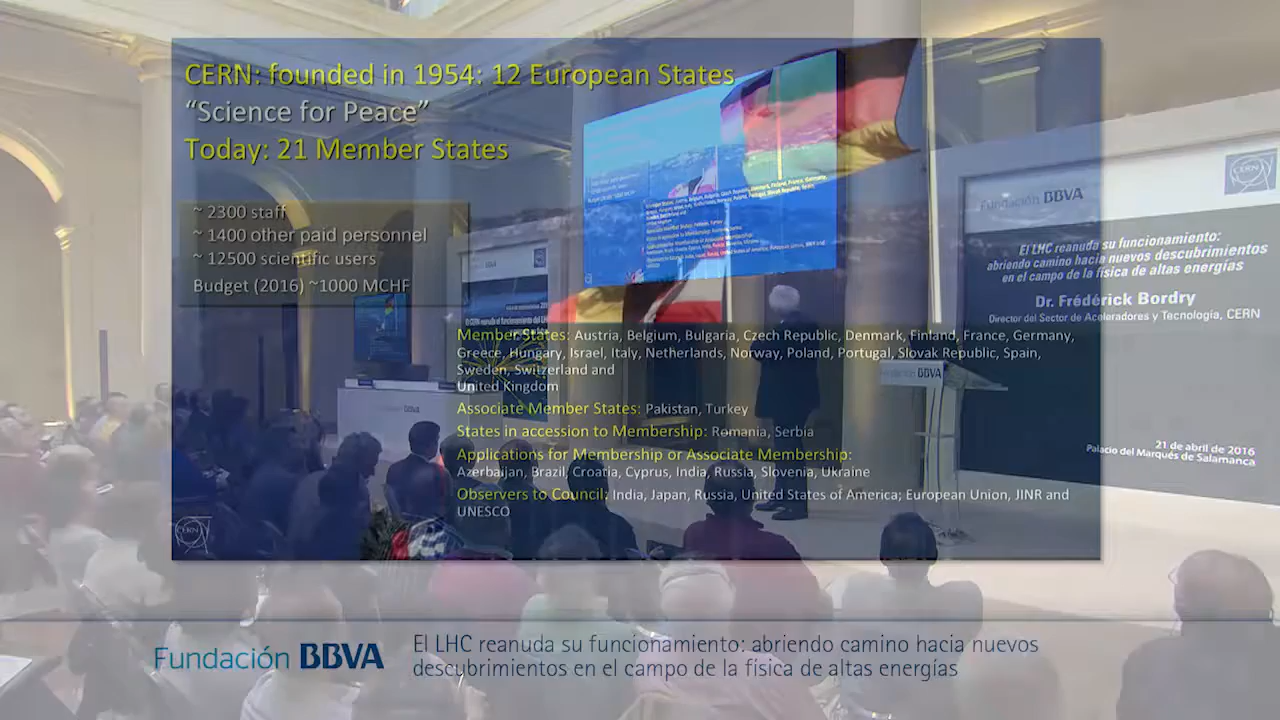 CERN: founded in 1954: 12 European States
“Science for Peace”
Today: 21 Member States
~ 2300 staff
~ 1400 other paid personnel
~ 12500 scientific users
Budget (2016) ~1000 MCHF
Member States: Austria, Belgium, Bulgaria, Czech Republic, Denmark, Finland, France, Germany,
Greece, Hungary, Israel, Italy, Netherlands, Norway, Poland, Portugal, Slovak Republic, Spain,
Sweden, Switzerland and
United Kingdom
Associate Member States: Pakistan, Turkey
States in accession to Membership: Romania, Serbia
Applications for Membership or Associate Membership:
Azerbaijan, Brazil, Croatia, Cyprus, India, Russia, Slovenia, Ukraine
Observers to Council: India, Japan, Russia, United States of America; European Union, JINR and
UNESCO
CERN
Fundación BBVA
CERN
El LHC reanuda su funcionamiento:
abriendo camino hacia nuevos descubrimientos
en el campo de la física de altas energías
Dr. Frédérick Bordry
Director del Sector de Aceleradores y Tecnología, CERN
Fundación BBVA
21 de abril de 2016
Palacio del Marqués de Salamanca
Fundación BBVA
El LHC reanuda su funcionamiento: abriendo camino hacia nuevos
descubrimientos en el campo de la física de altas energías